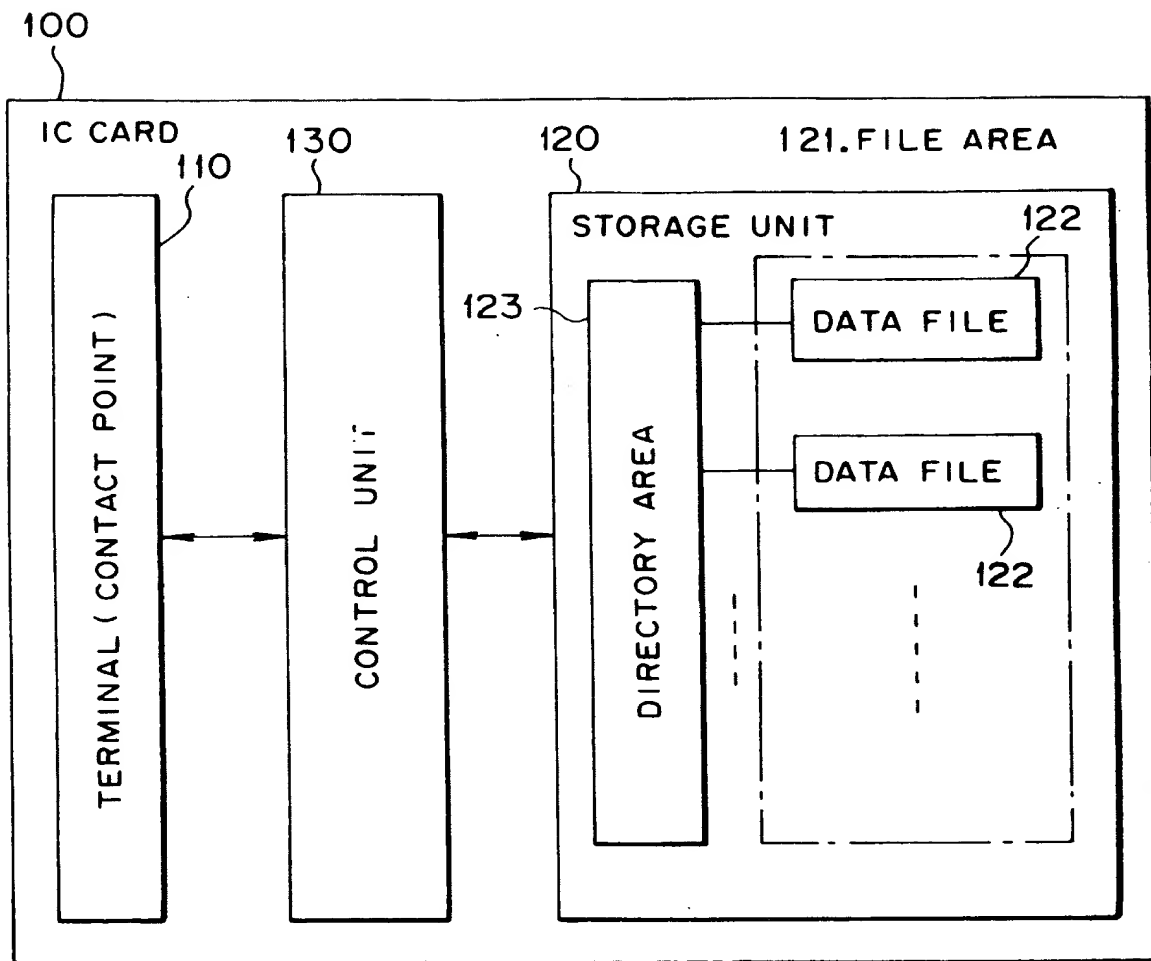 100
IC CARD
110
130
120
121.FILE AREA
TERMINAL (CONTACT POINT)
CONTROL UNIT
STORAGE UNIT
122
123
DATA FILE
DIRECTORY AREA
DATA FILE
122